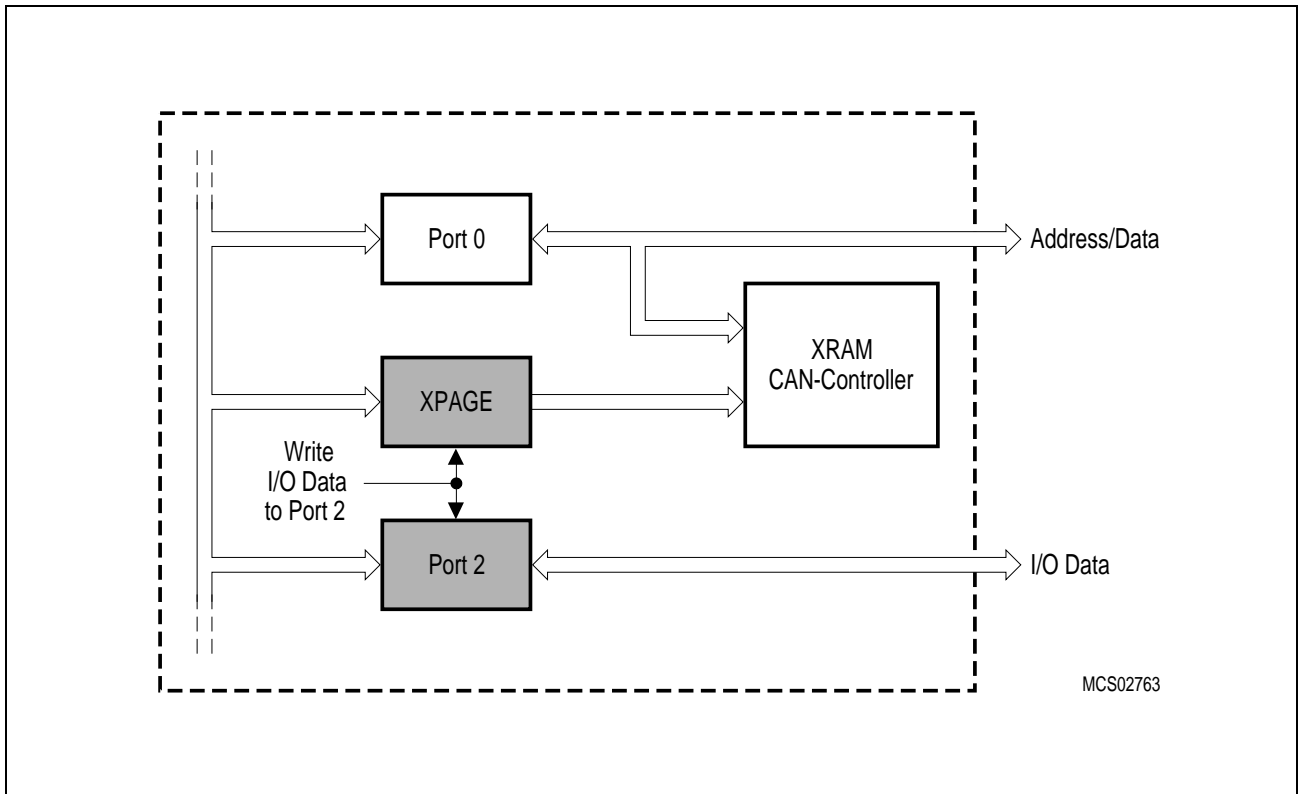 Port 0
Address/Data
XRAM
CAN-Controller
XPAGE
Write
I/O Data
to Port 2
Port 2
I/O Data
MCS02763